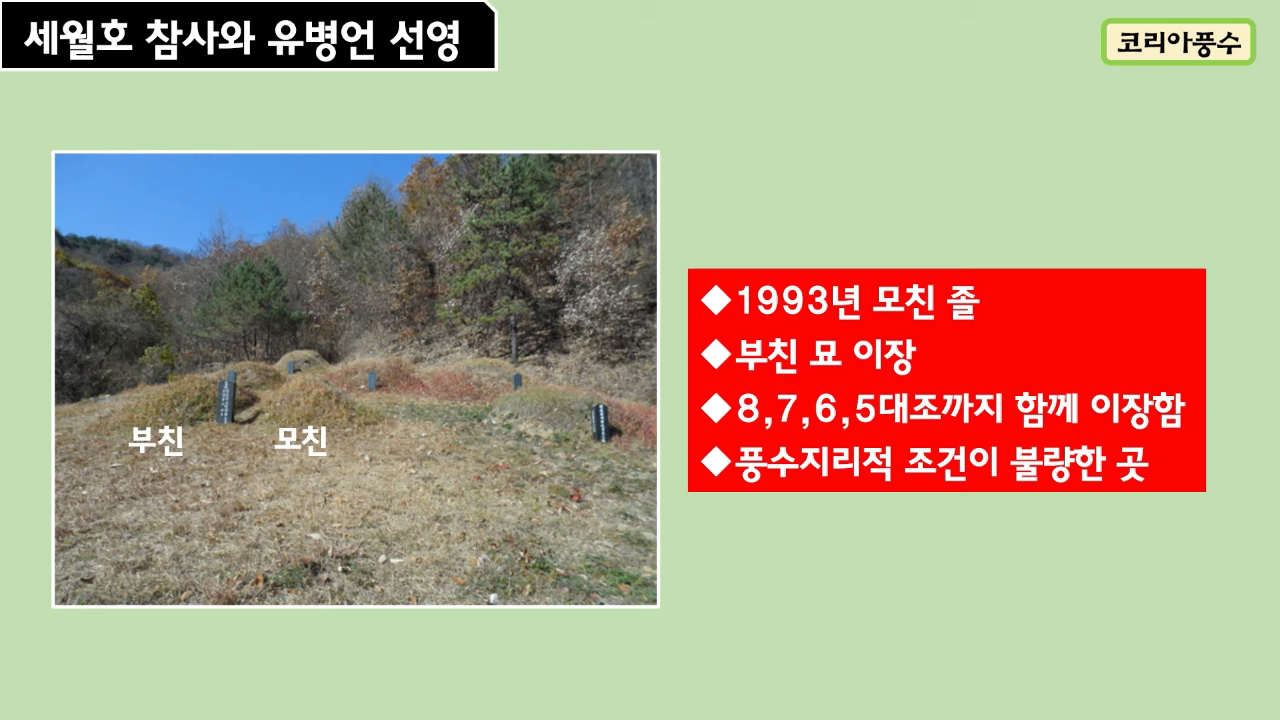 세월호 참사와 유병언 선영
코리아풍수
◆1993년 모친 졸
◆부친 묘 이장
◆8,7,6,5대조까지 함께 이장함
◆풍수지리적 조건이 불량한 곳
부친
모친